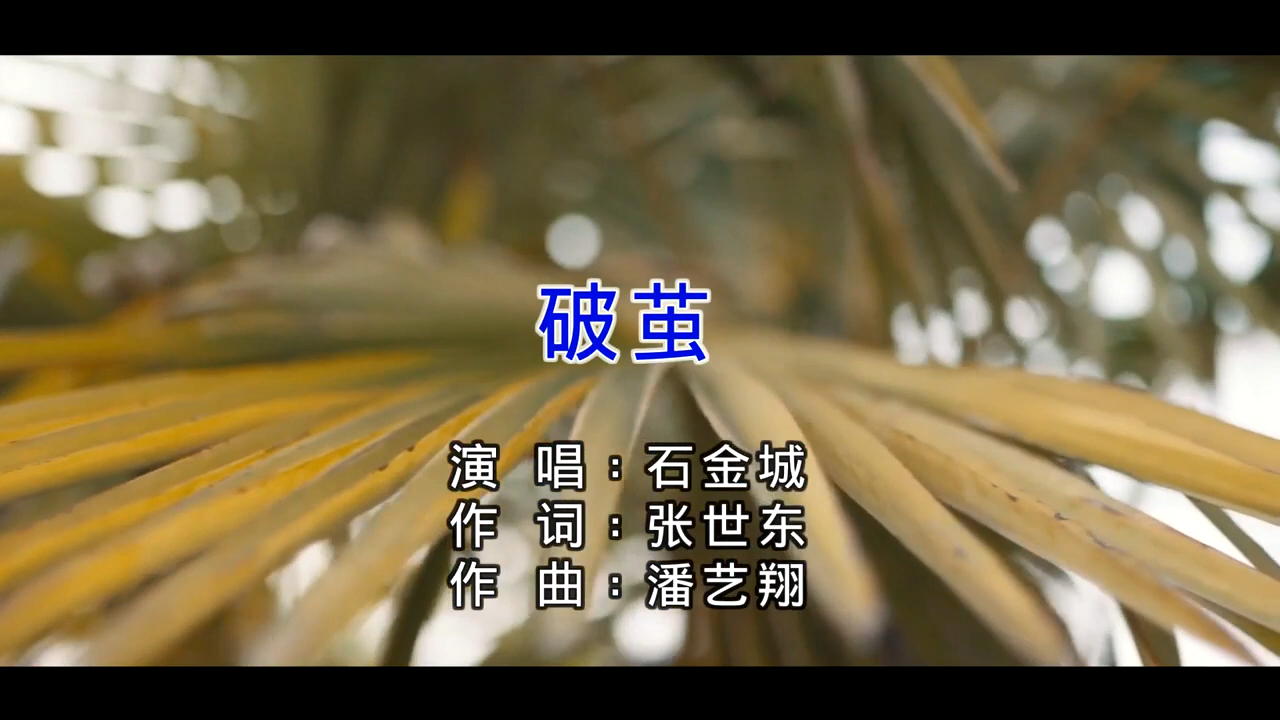 破茧
演 唱：石金城
作 词：张世东
作 曲：潘艺翔